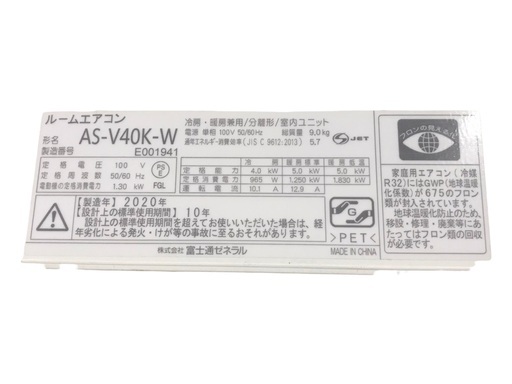 ルームエアコン
形名 AS-V40K-W
製造番号 E001941
冷房・暖房兼用/分離形/室内ユニット
電源 単相100V 50/60Hz 総質量 9.0kg
通年エネルギー消費効率(JIS C 9612:2013) 5.7
S-JET
定格電圧 100 V
定格周波数 50/60 Hz
電動機の定格消費電力 1.30 kW
PS
E
FGL
冷房標準 暖房標準 暖房低温
定格能力 4.0 kW 5.0 kW 5.0 kW
定格消費電力 965 W 1,250 kW 1,830 kW
運転電流 10.1 A 12.9 A
【製造年】2020年
【設計上の標準使用期間】10年
設計上の標準使用期間を超えてお使いいただいた場合は、経
年劣化による発火・けが等の事故に至るおそれがあります。
株式会社 富士通ゼネラル
>PET<
MADE IN CHINA
フロンの見える化
家庭用エアコン(冷媒
R32)にはGWP(地球温暖
化係数)が675のフロン
類が封入されています。
地球温暖化防止のため、
移設・修理・廃棄等にあ
たってはフロン類の回収
が必要です。